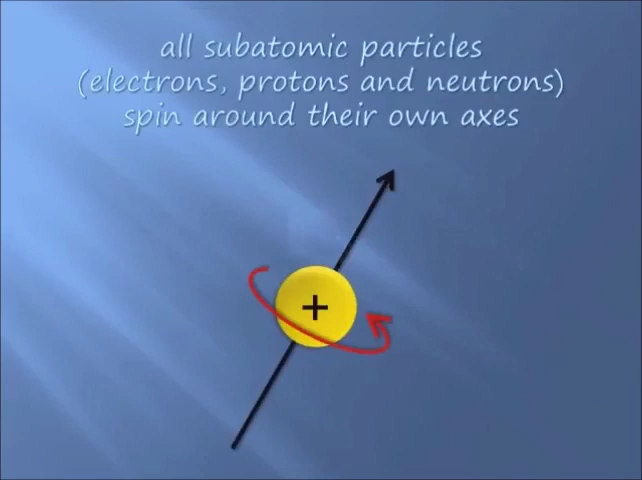 all subatomic particles
(electrons, protons and neutrons)
spin around their own axes
+